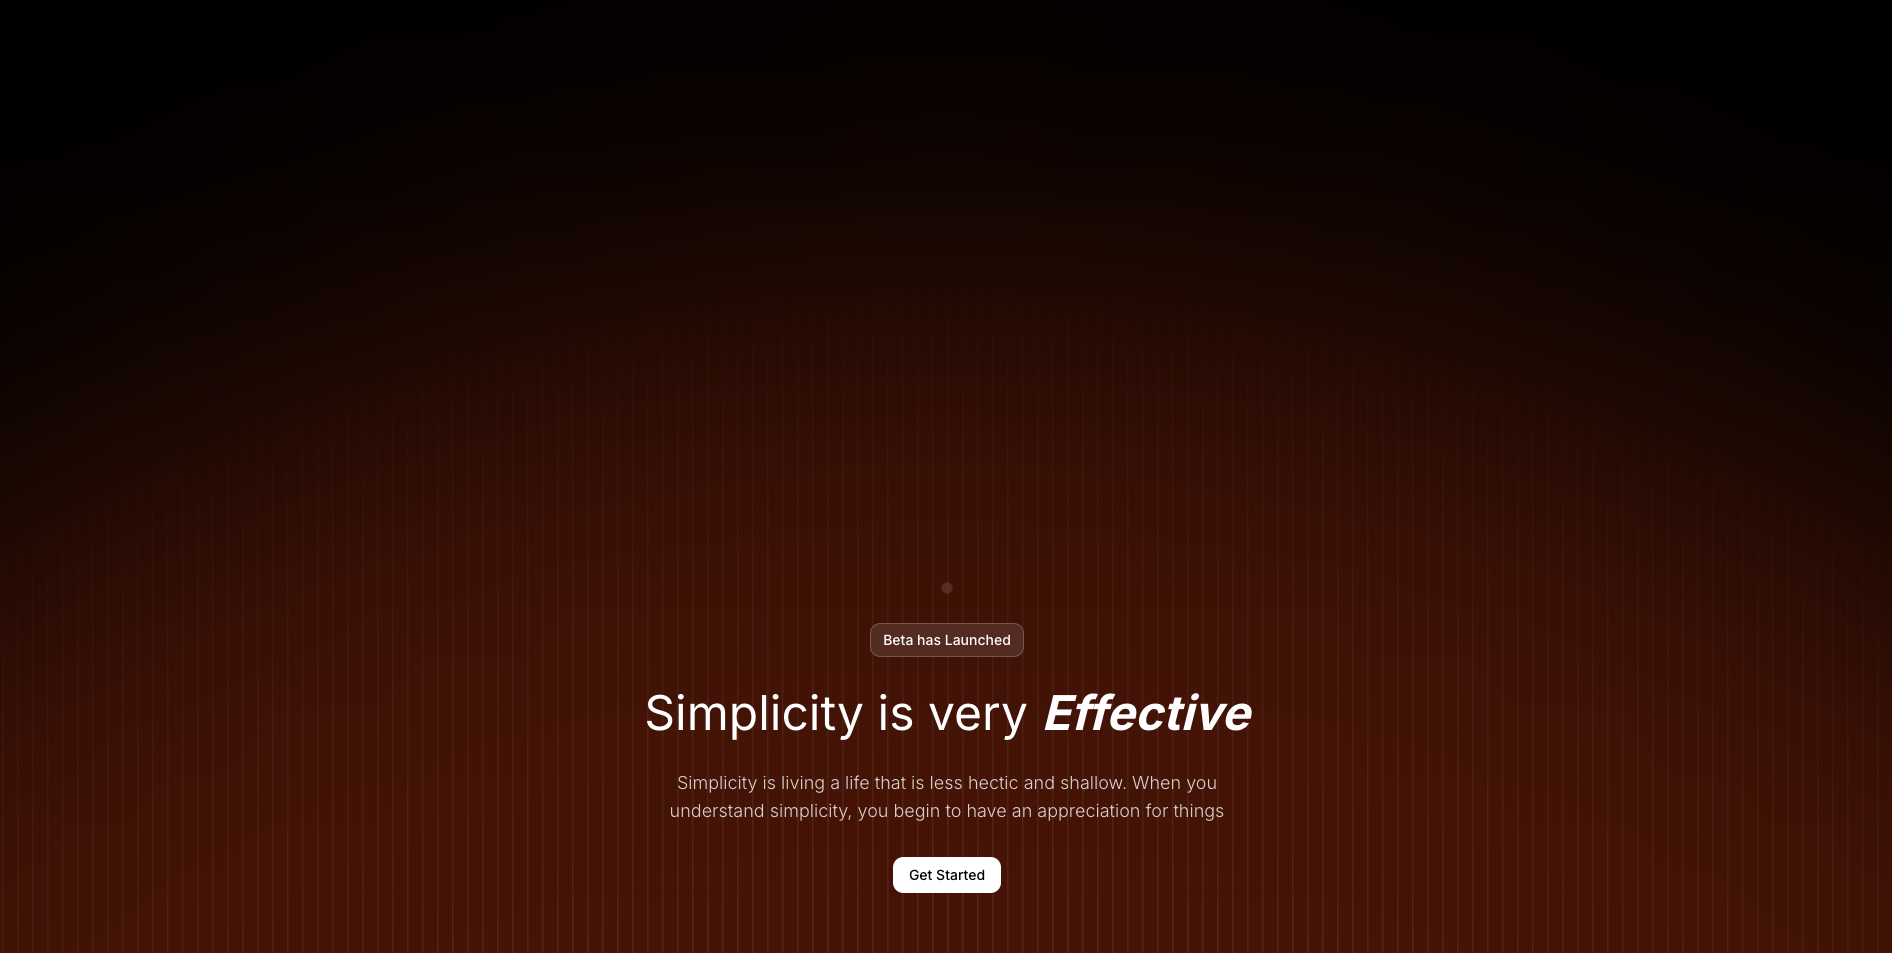 Beta has Launched
Simplicity is very Effective
Simplicity is living a life that is less hectic and shallow. When you
understand simplicity, you begin to have an appreciation for things
Get Started